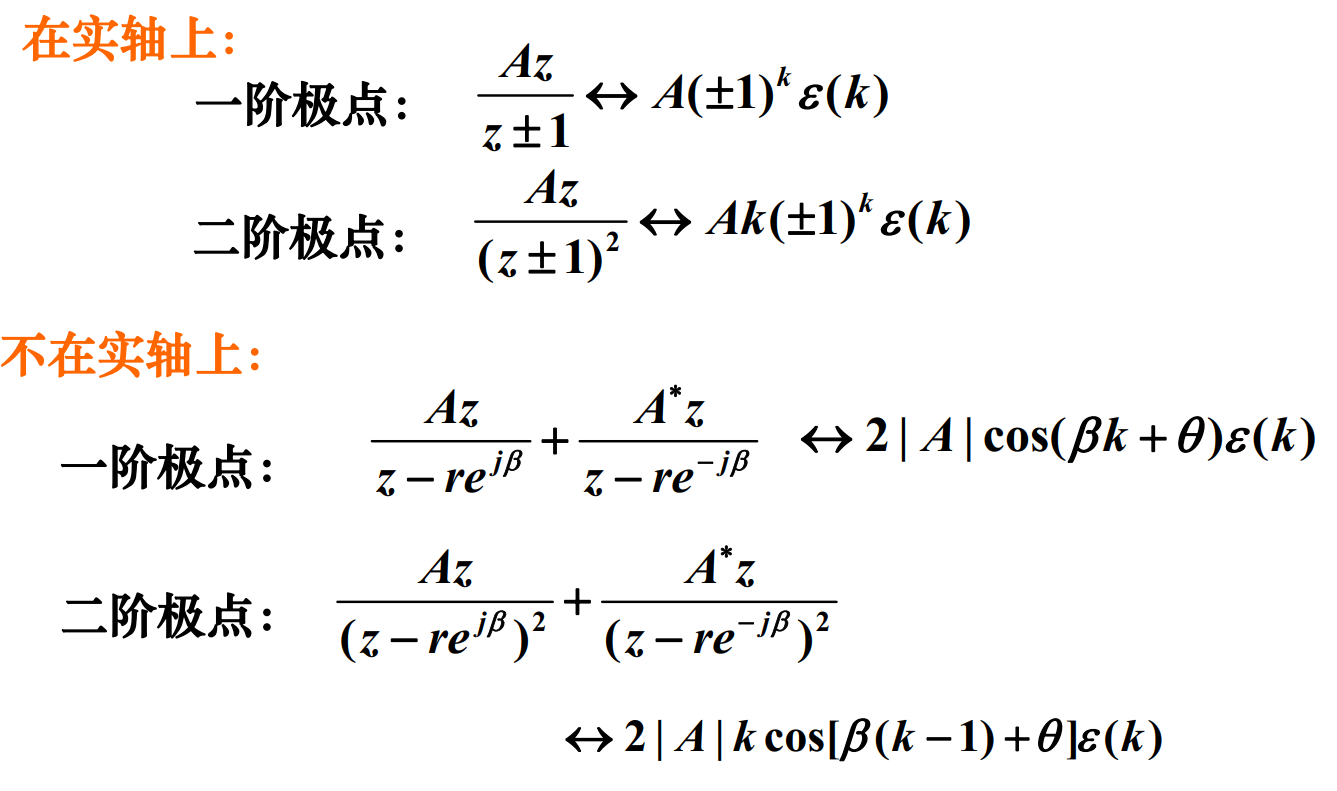 在实轴上：
一阶极点： \frac{Az}{z \pm 1} \leftrightarrow A(\pm 1)^k \varepsilon(k)
二阶极点： \frac{Az}{(z \pm 1)^2} \leftrightarrow Ak(\pm 1)^k \varepsilon(k)
不在实轴上：
一阶极点： \frac{Az}{z - re^{j\beta}} + \frac{A^* z}{z - re^{-j\beta}} \leftrightarrow 2|A|\cos(\beta k + \theta)\varepsilon(k)
二阶极点： \frac{Az}{(z - re^{j\beta})^2} + \frac{A^* z}{(z - re^{-j\beta})^2}
\leftrightarrow 2|A|k\cos[\beta(k-1) + \theta]\varepsilon(k)